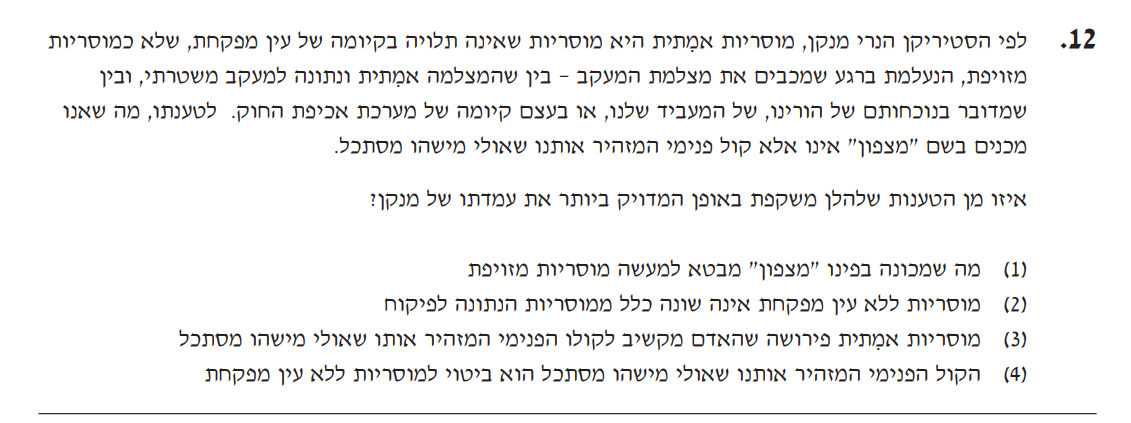 12. לפי הסטיריקן הנרי מנקן, מוסריות אמִתית היא מוסריות שאינה תלויה בקיומה של עין מפקחת, שלא כמוסריות
מזויפת, הנעלמת ברגע שמכבים את מצלמת המעקב – בין שהמצלמה אמִתית ונתונה למעקב משטרתי, ובין
שמדובר בנוכחותם של הורינו, של המעביד שלנו, או בעצם קיומה של מערכת אכיפת החוק. לטענתו, מה שאנו
מכנים בשם "מצפון" אינו אלא קול פנימי המזהיר אותנו שאולי מישהו מסתכל.
איזו מן הטענות שלהלן משקפת באופן המדויק ביותר את עמדתו של מנקן?
(1) מה שמכונה בפינו "מצפון" מבטא למעשה מוסריות מזויפת
(2) מוסריות ללא עין מפקחת אינה שונה כלל ממוסריות הנתונה לפיקוח
(3) מוסריות אמִתית פירושה שהאדם מקשיב לקולו הפנימי המזהיר אותו שאולי מישהו מסתכל
(4) הקול הפנימי המזהיר אותנו שאולי מישהו מסתכל הוא ביטוי למוסריות ללא עין מפקחת